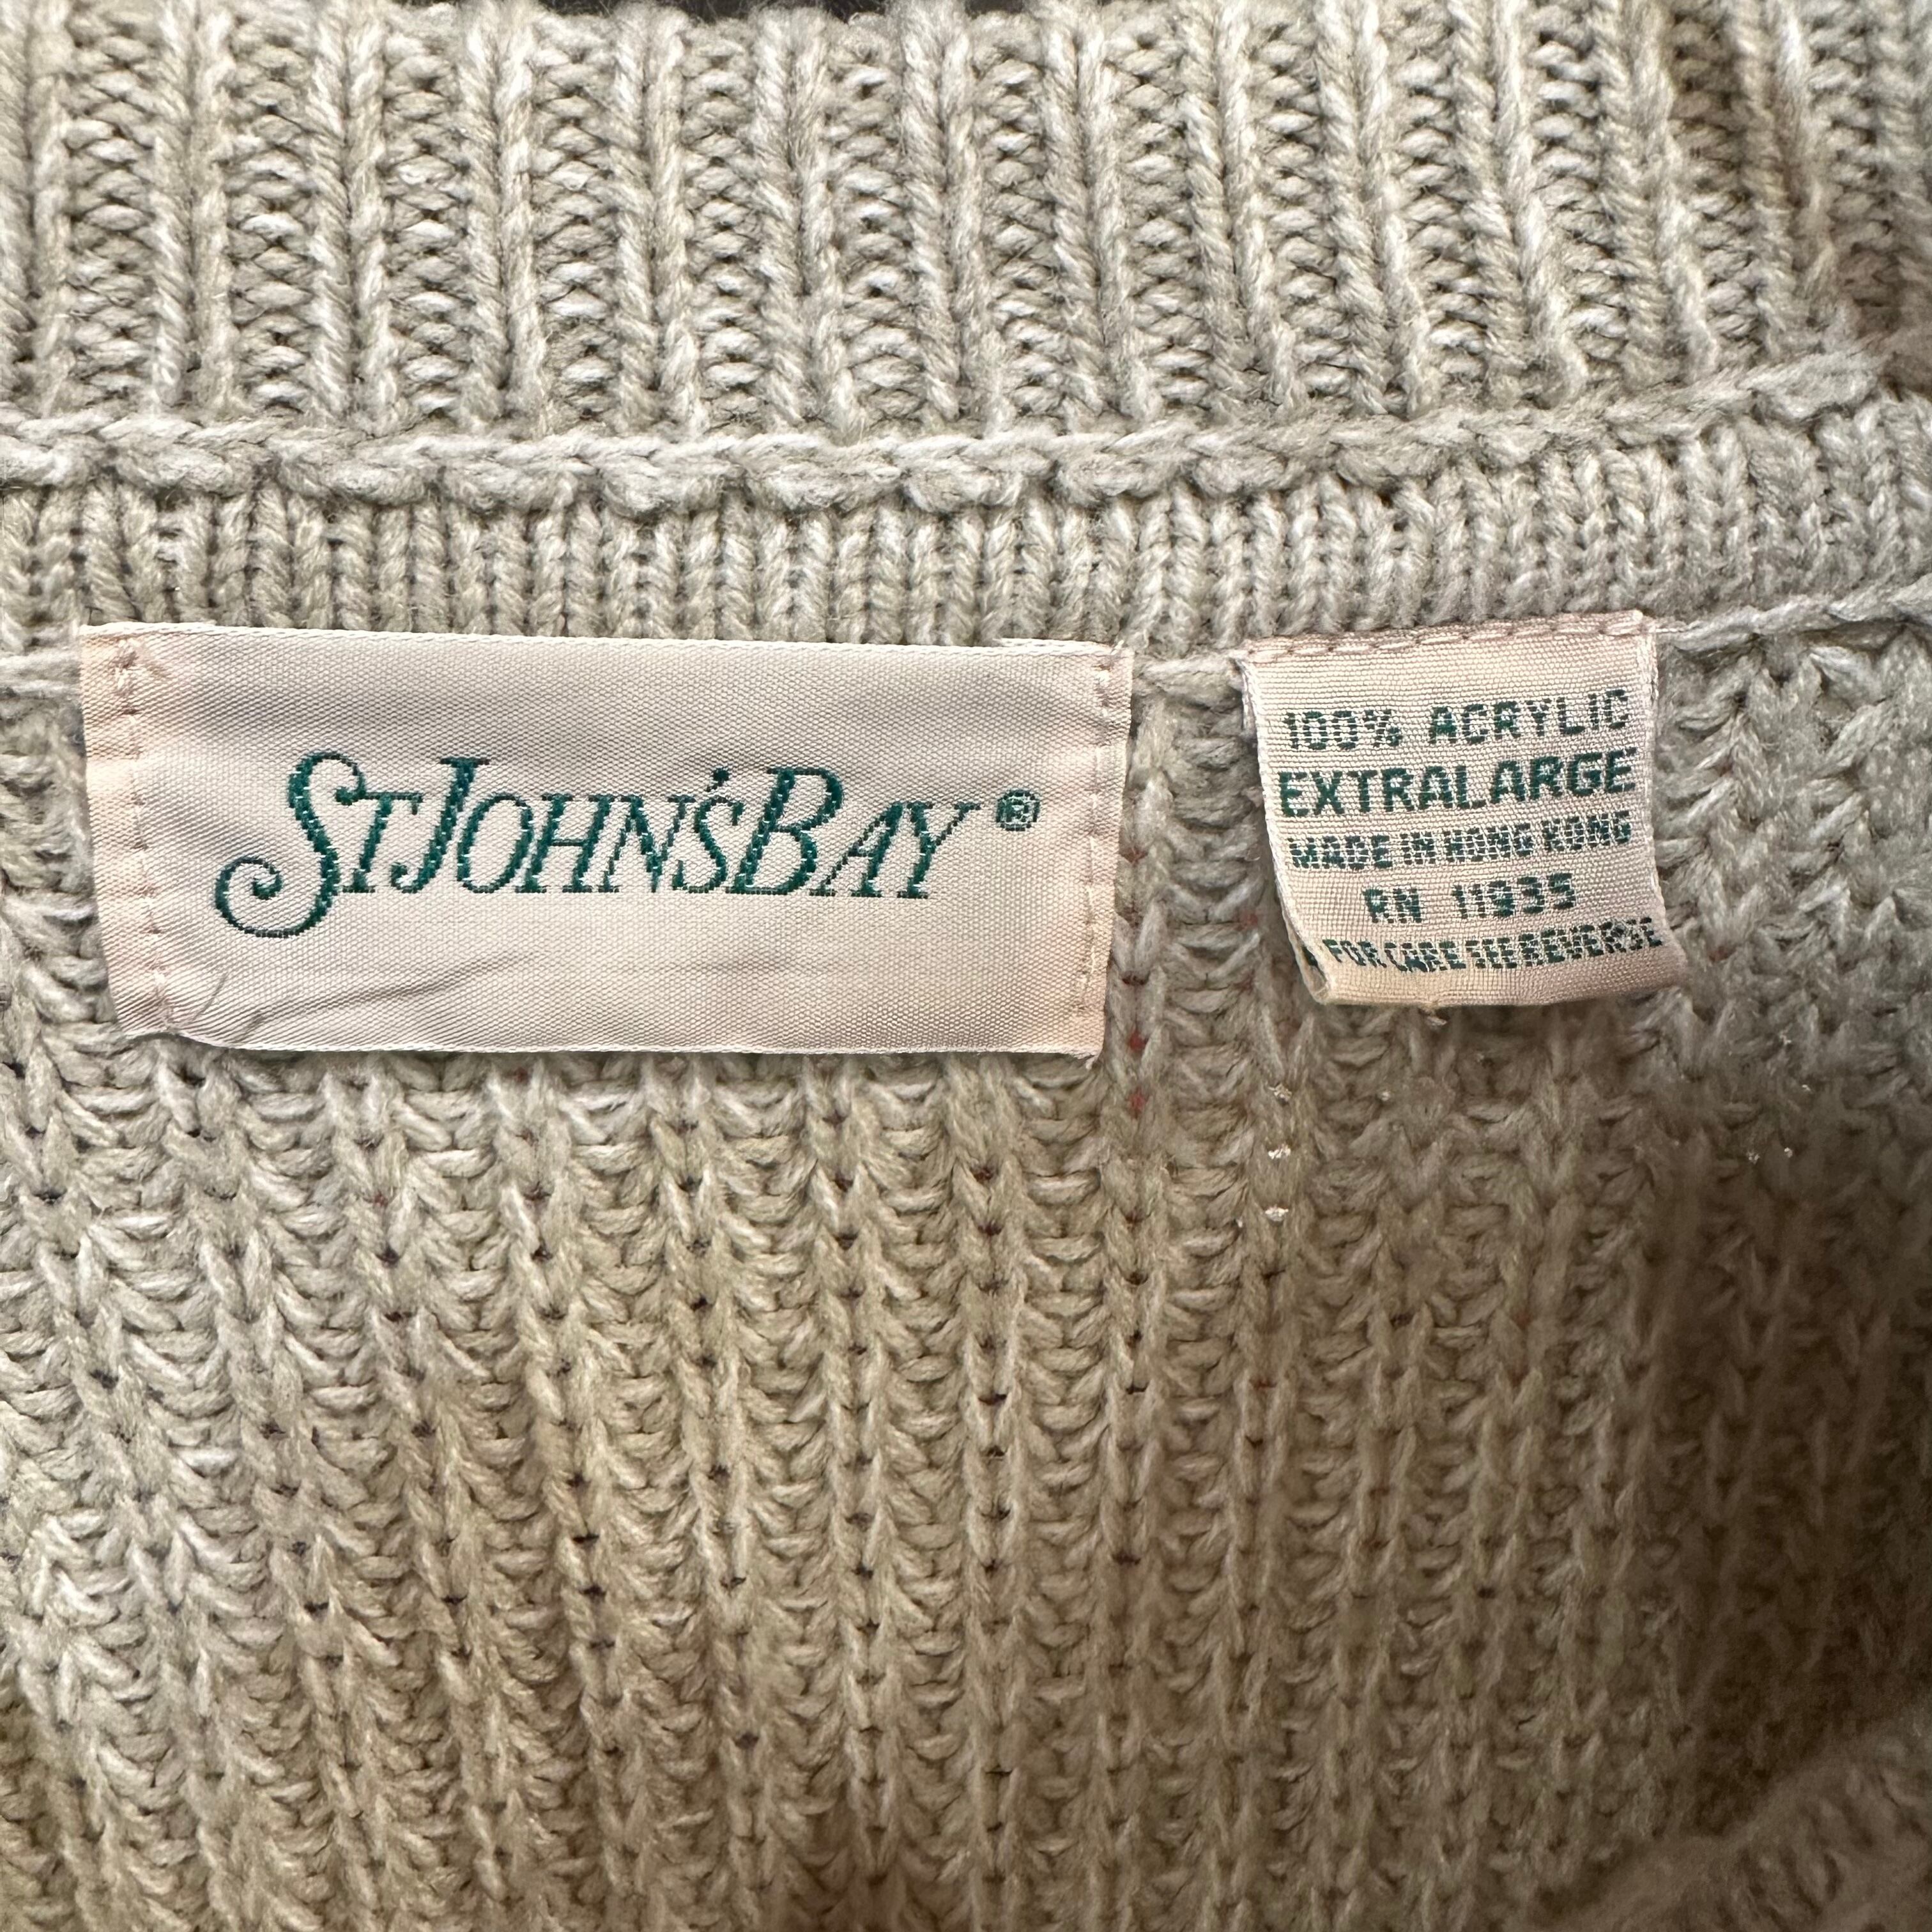 ST JOHN'S BAY ®
100% ACRYLIC
EXTRALARGE
MADE IN HONG KONG
RN 11935
FOR CARE SEE REVERSE